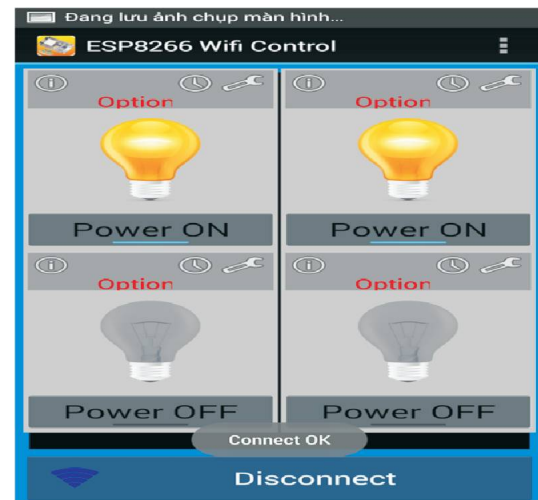 Đang lưu ảnh chụp màn hình...
ESP8266 Wifi Control
Option
Option
Power ON
Power ON
Option
Option
Power OFF
Power OFF
Connect OK
Disconnect